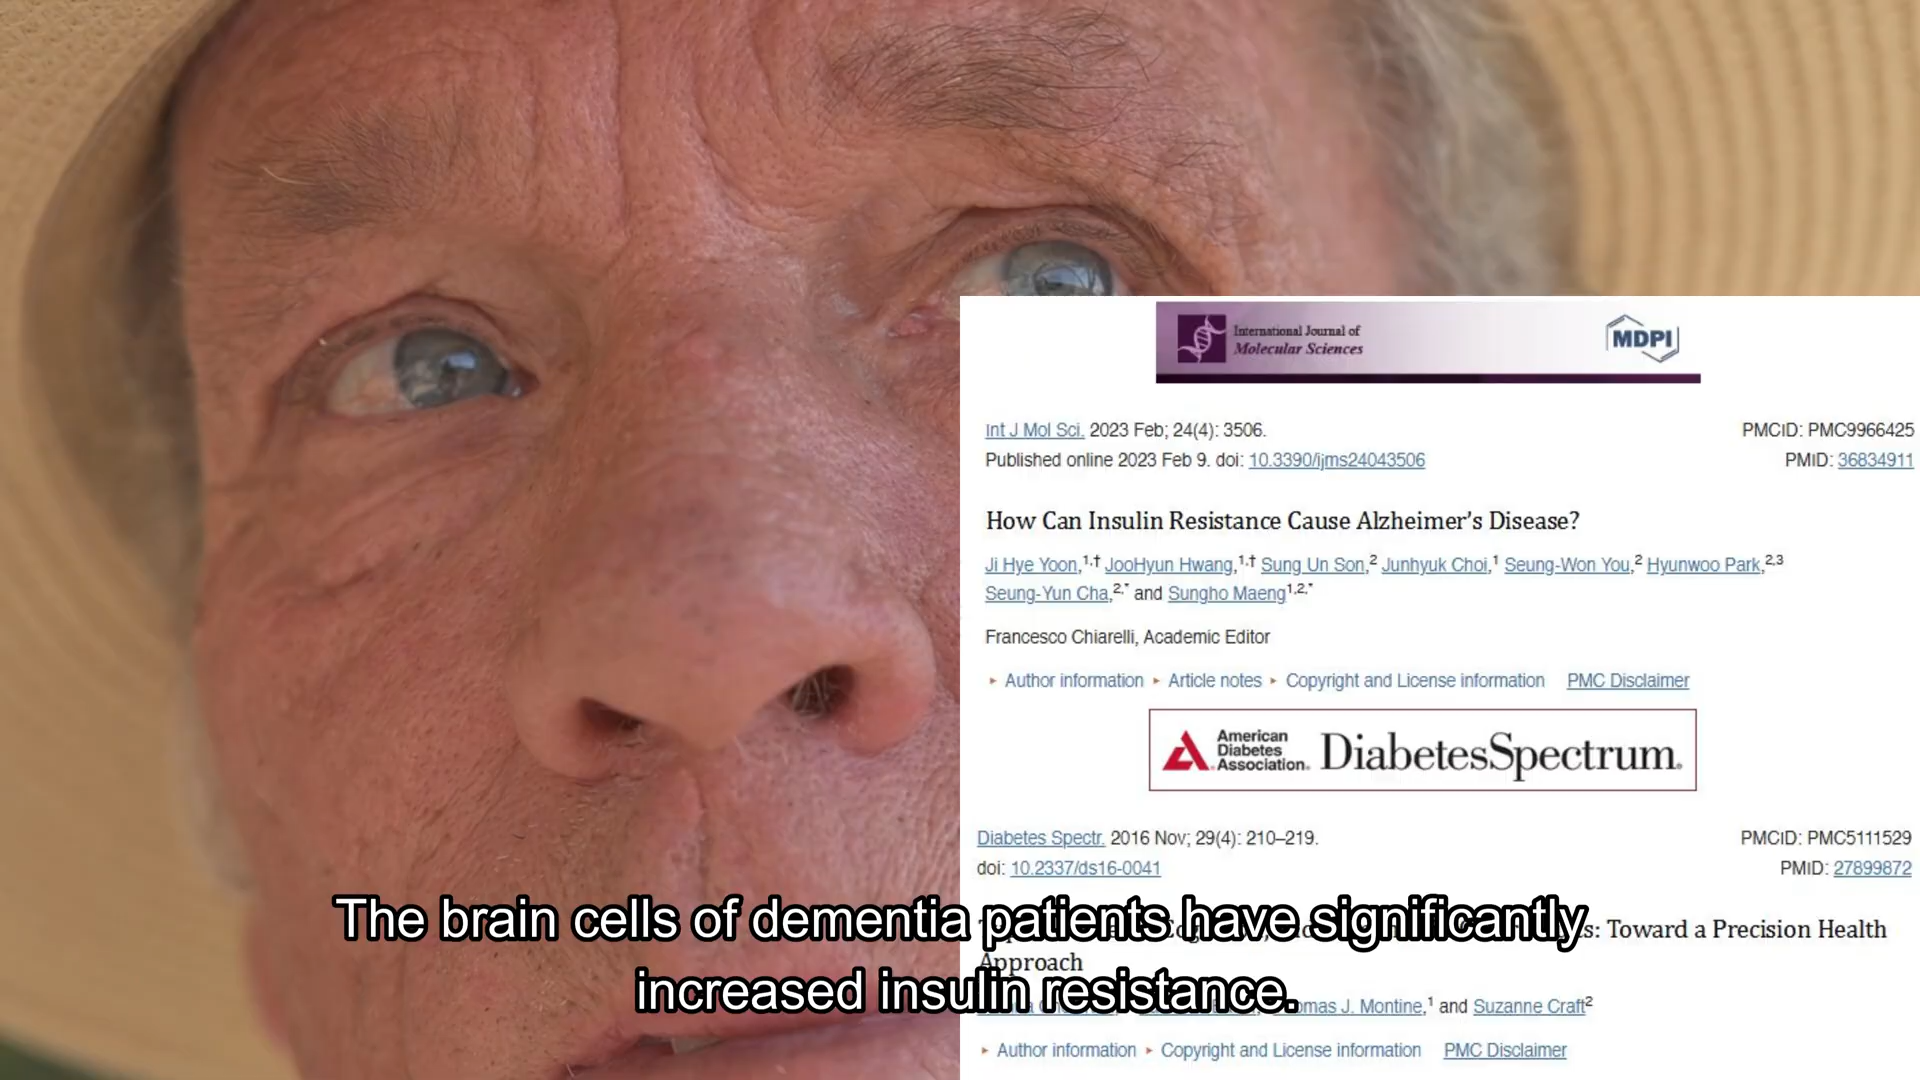 International Journal of
Molecular Sciences
MDPI
Int J Mol Sci. 2023 Feb; 24(4): 3506.
PMCID: PMC9966425
Published online 2023 Feb 9. doi: 10.3390/ijms24043506
PMID: 36834911
How Can Insulin Resistance Cause Alzheimer's Disease?
Ji Hye Yoon,1,† JooHyun Hwang,1,† Sung Un Son,2 Junhyuk Choi,1 Seung-Won You,2 Hyunwoo Park,2,3
Seung-Yun Cha,2,* and Sungho Maeng1,2,*
Francesco Chiarelli, Academic Editor
▸ Author information ▸ Article notes ▸ Copyright and License information PMC Disclaimer
American
Diabetes
Association. DiabetesSpectrum.
Diabetes Spectr. 2016 Nov; 29(4): 210–219.
PMCID: PMC5111529
doi: 10.2337/ds16-0041
PMID: 27899872
Toward a Precision Health
Approach
J. Montine,1 and Suzanne Craft2
▸ Author information ▸ Copyright and License information PMC Disclaimer
The brain cells of dementia patients have significantly
increased insulin resistance.